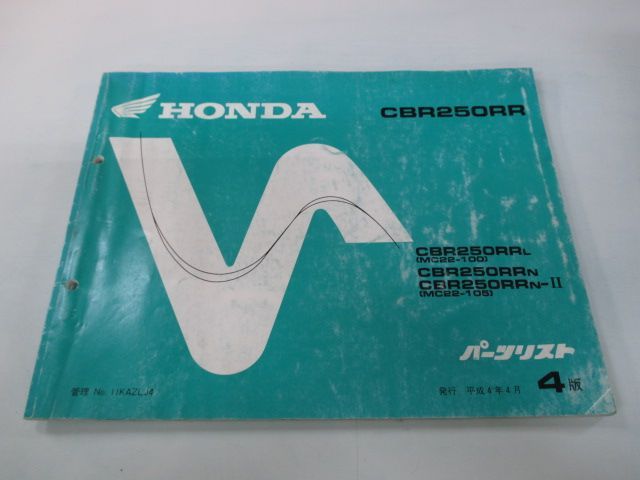 HONDA
CBR250RR
CBR250RRL
(MC22-100)
CBR250RRN
CBR250RRN-II
(MC22-105)
パーツリスト
管理 No. 11KAZLJ4
発行 平成4年4月 4版